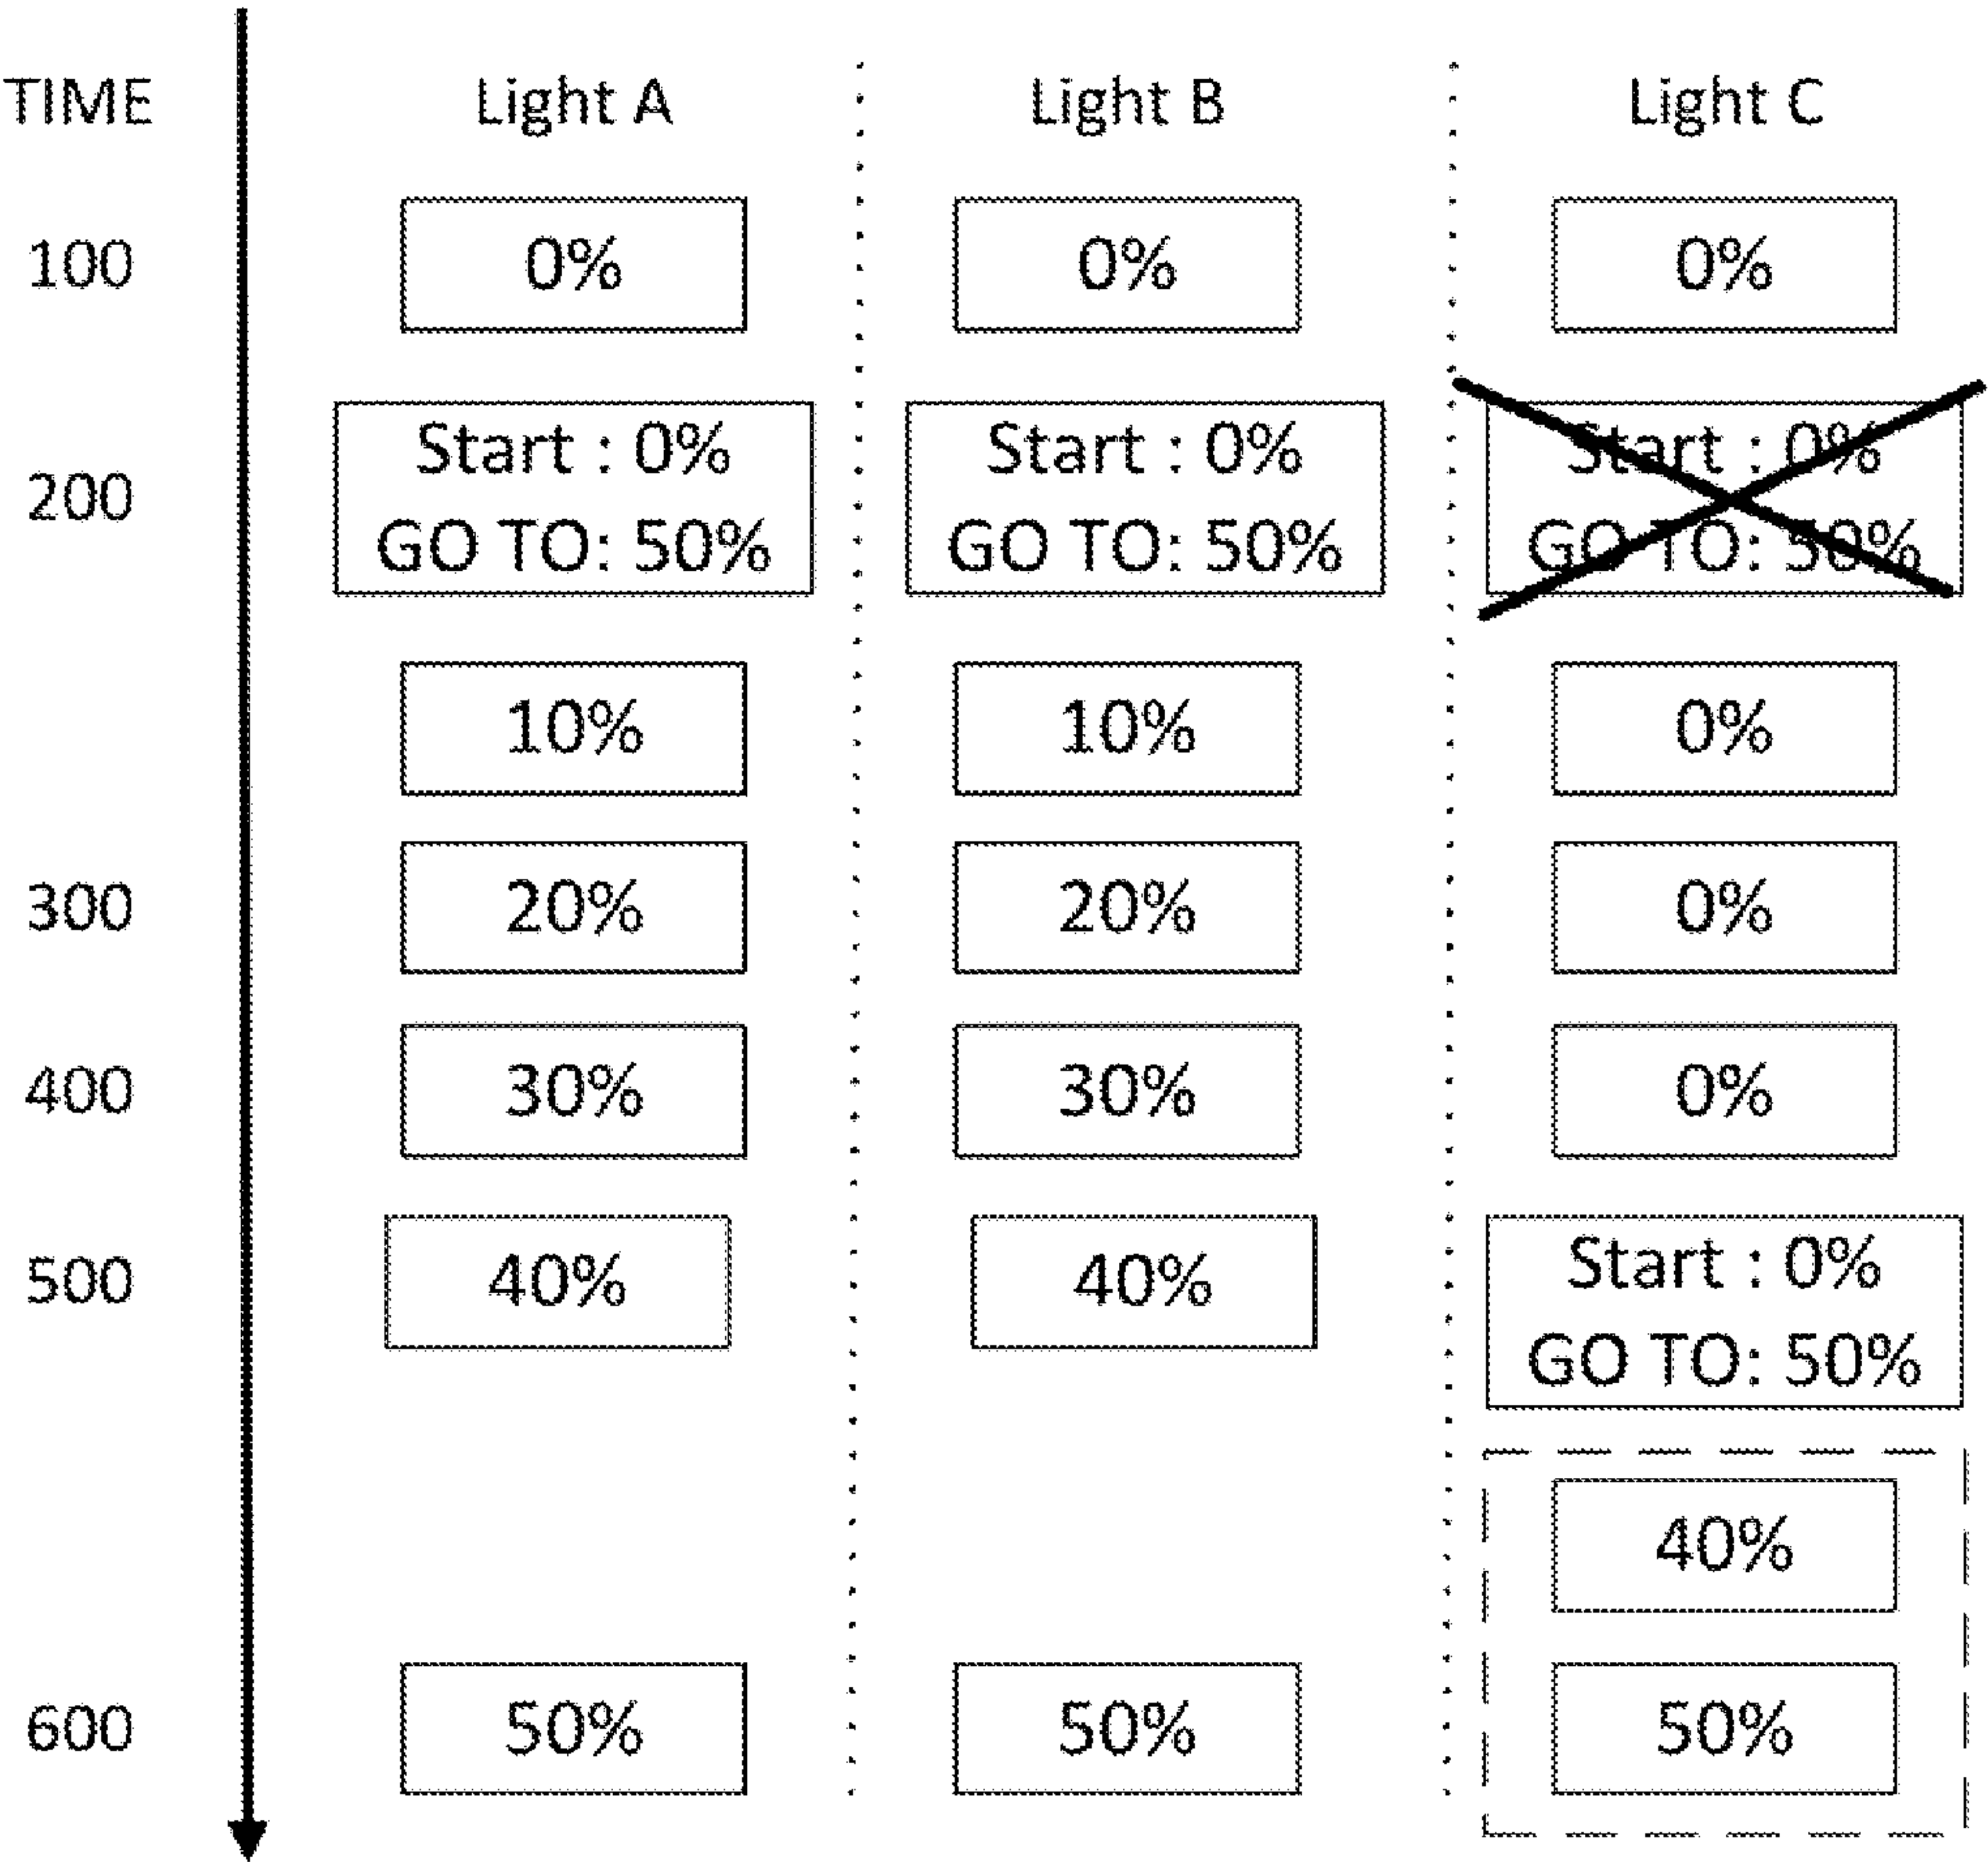 TIME Light A Light B Light C
100 0% 0% 0%
Start : 0% Start : 0% Start : 0%
200
GO TO: 50% GO TO: 50% GO TO: 50%
10% 10% 0%
300 20% 20% 0%
400 30% 30% 0%
500 40% 40% Start : 0%
GO TO: 50%
40%
600 50% 50% 50%